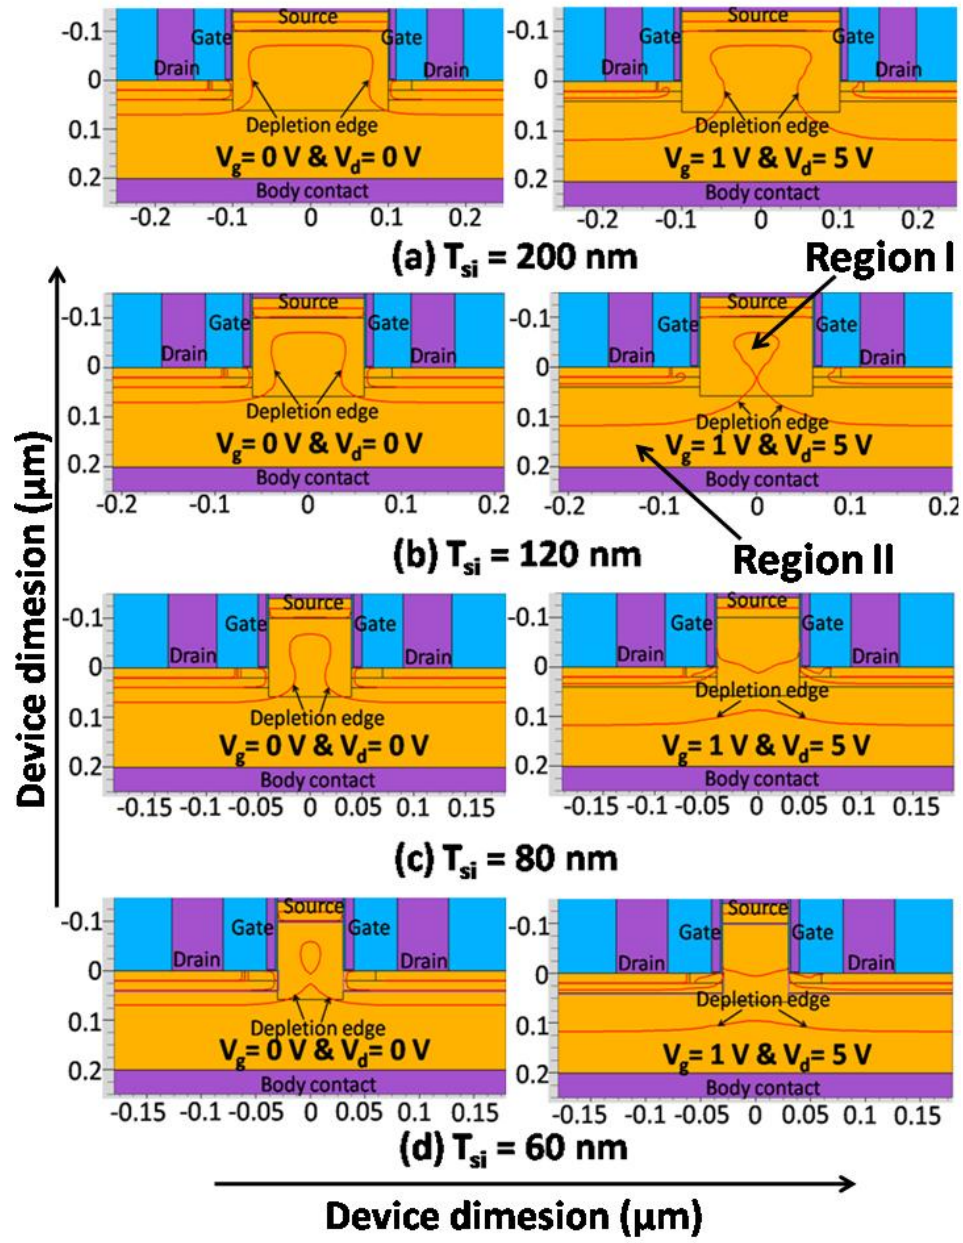 Source
Gate Gate
Drain Drain
Depletion edge
Vg= 0 V & Vd= 0 V
Body contact
-0.1
0
0.1
0.2
-0.2 -0.1 0 0.1 0.2
Source
Gate Gate
Drain Drain
Depletion edge
Vg= 1 V & Vd= 5 V
Body contact
-0.1
0
0.1
0.2
-0.2 -0.1 0 0.1 0.2
(a) Tsi = 200 nm
Region I
Source
Gate Gate
Drain Drain
Depletion edge
Vg= 0 V & Vd= 0 V
Body contact
-0.1
0
0.1
0.2
-0.2 -0.1 0 0.1 0.2
Source
Gate Gate
Drain Drain
Depletion edge
Vg= 1 V & Vd= 5 V
Body contact
-0.1
0
0.1
0.2
-0.2 -0.1 0 0.1 0.2
(b) Tsi = 120 nm
Region II
Source
Gate Gate
Drain Drain
Depletion edge
Vg= 0 V & Vd= 0 V
Body contact
-0.1
0
0.1
0.2
-0.15 -0.1 -0.05 0 0.05 0.1 0.15
Source
Gate Gate
Drain Drain
Depletion edge
Vg= 1 V & Vd= 5 V
Body contact
-0.1
0
0.1
0.2
-0.15 -0.1 -0.05 0 0.05 0.1 0.15
(c) Tsi = 80 nm
Source
Gate Gate
Drain Drain
Depletion edge
Vg= 0 V & Vd= 0 V
Body contact
-0.1
0
0.1
0.2
-0.15 -0.1 -0.05 0 0.05 0.1 0.15
Source
Gate Gate
Drain Drain
Depletion edge
Vg= 1 V & Vd= 5 V
Body contact
-0.1
0
0.1
0.2
-0.15 -0.1 -0.05 0 0.05 0.1 0.15
(d) Tsi = 60 nm
Device dimesion (μm)
Device dimesion (μm)